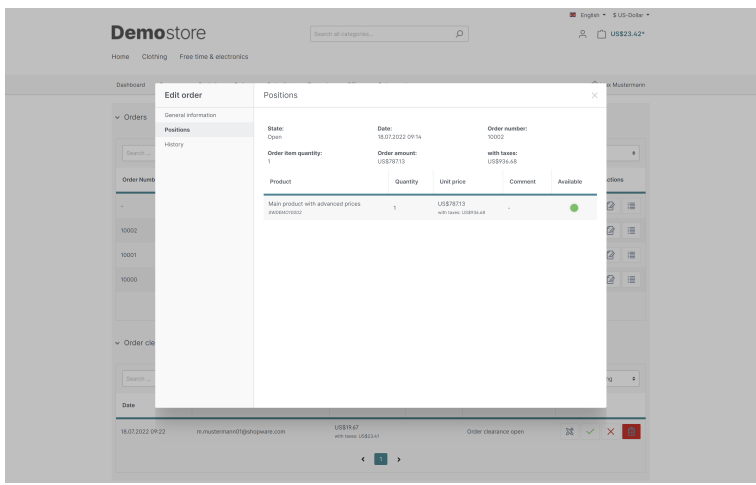 English $ US-Dollar
Demostore
Search all categories...
US$23.42*
Home Clothing Free time & electronics
Dashboard
Mustermann
Edit order
Positions
General information
Positions
History
State:
Open
Date:
18.07.2022 09:14
Order number:
10002
Order item quantity:
1
Order amount:
US$787.13
with taxes:
US$936.68
Product Quantity Unit price Comment Available
Main product with advanced prices
SWDEMO10002
1
US$787.13
with taxes: US$936.68
-
Orders
Search ...
Order Numb
ctions
-
10002
10001
10000
Order cle
Search ...
ng
Date
18.07.2022 09:22 m.mustermann01@shopware.com
US$19.67
with taxes: US$23.41
Order clearance open
1